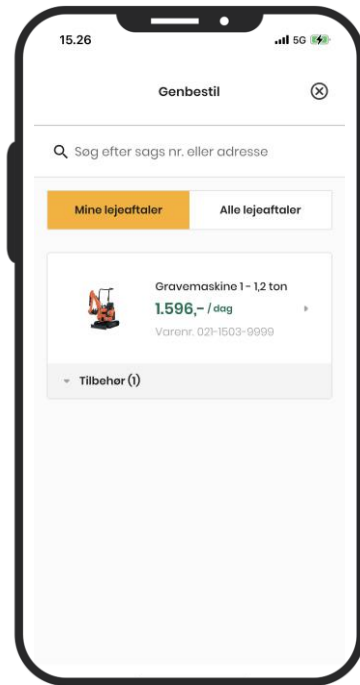 15.26 5G
Genbestil
Søg efter sags nr. eller adresse
Mine lejeaftaler Alle lejeaftaler
Gravemaskine 1 - 1,2 ton
1.596,- / dag
Varenr. 021-1503-9999
Tilbehør (1)